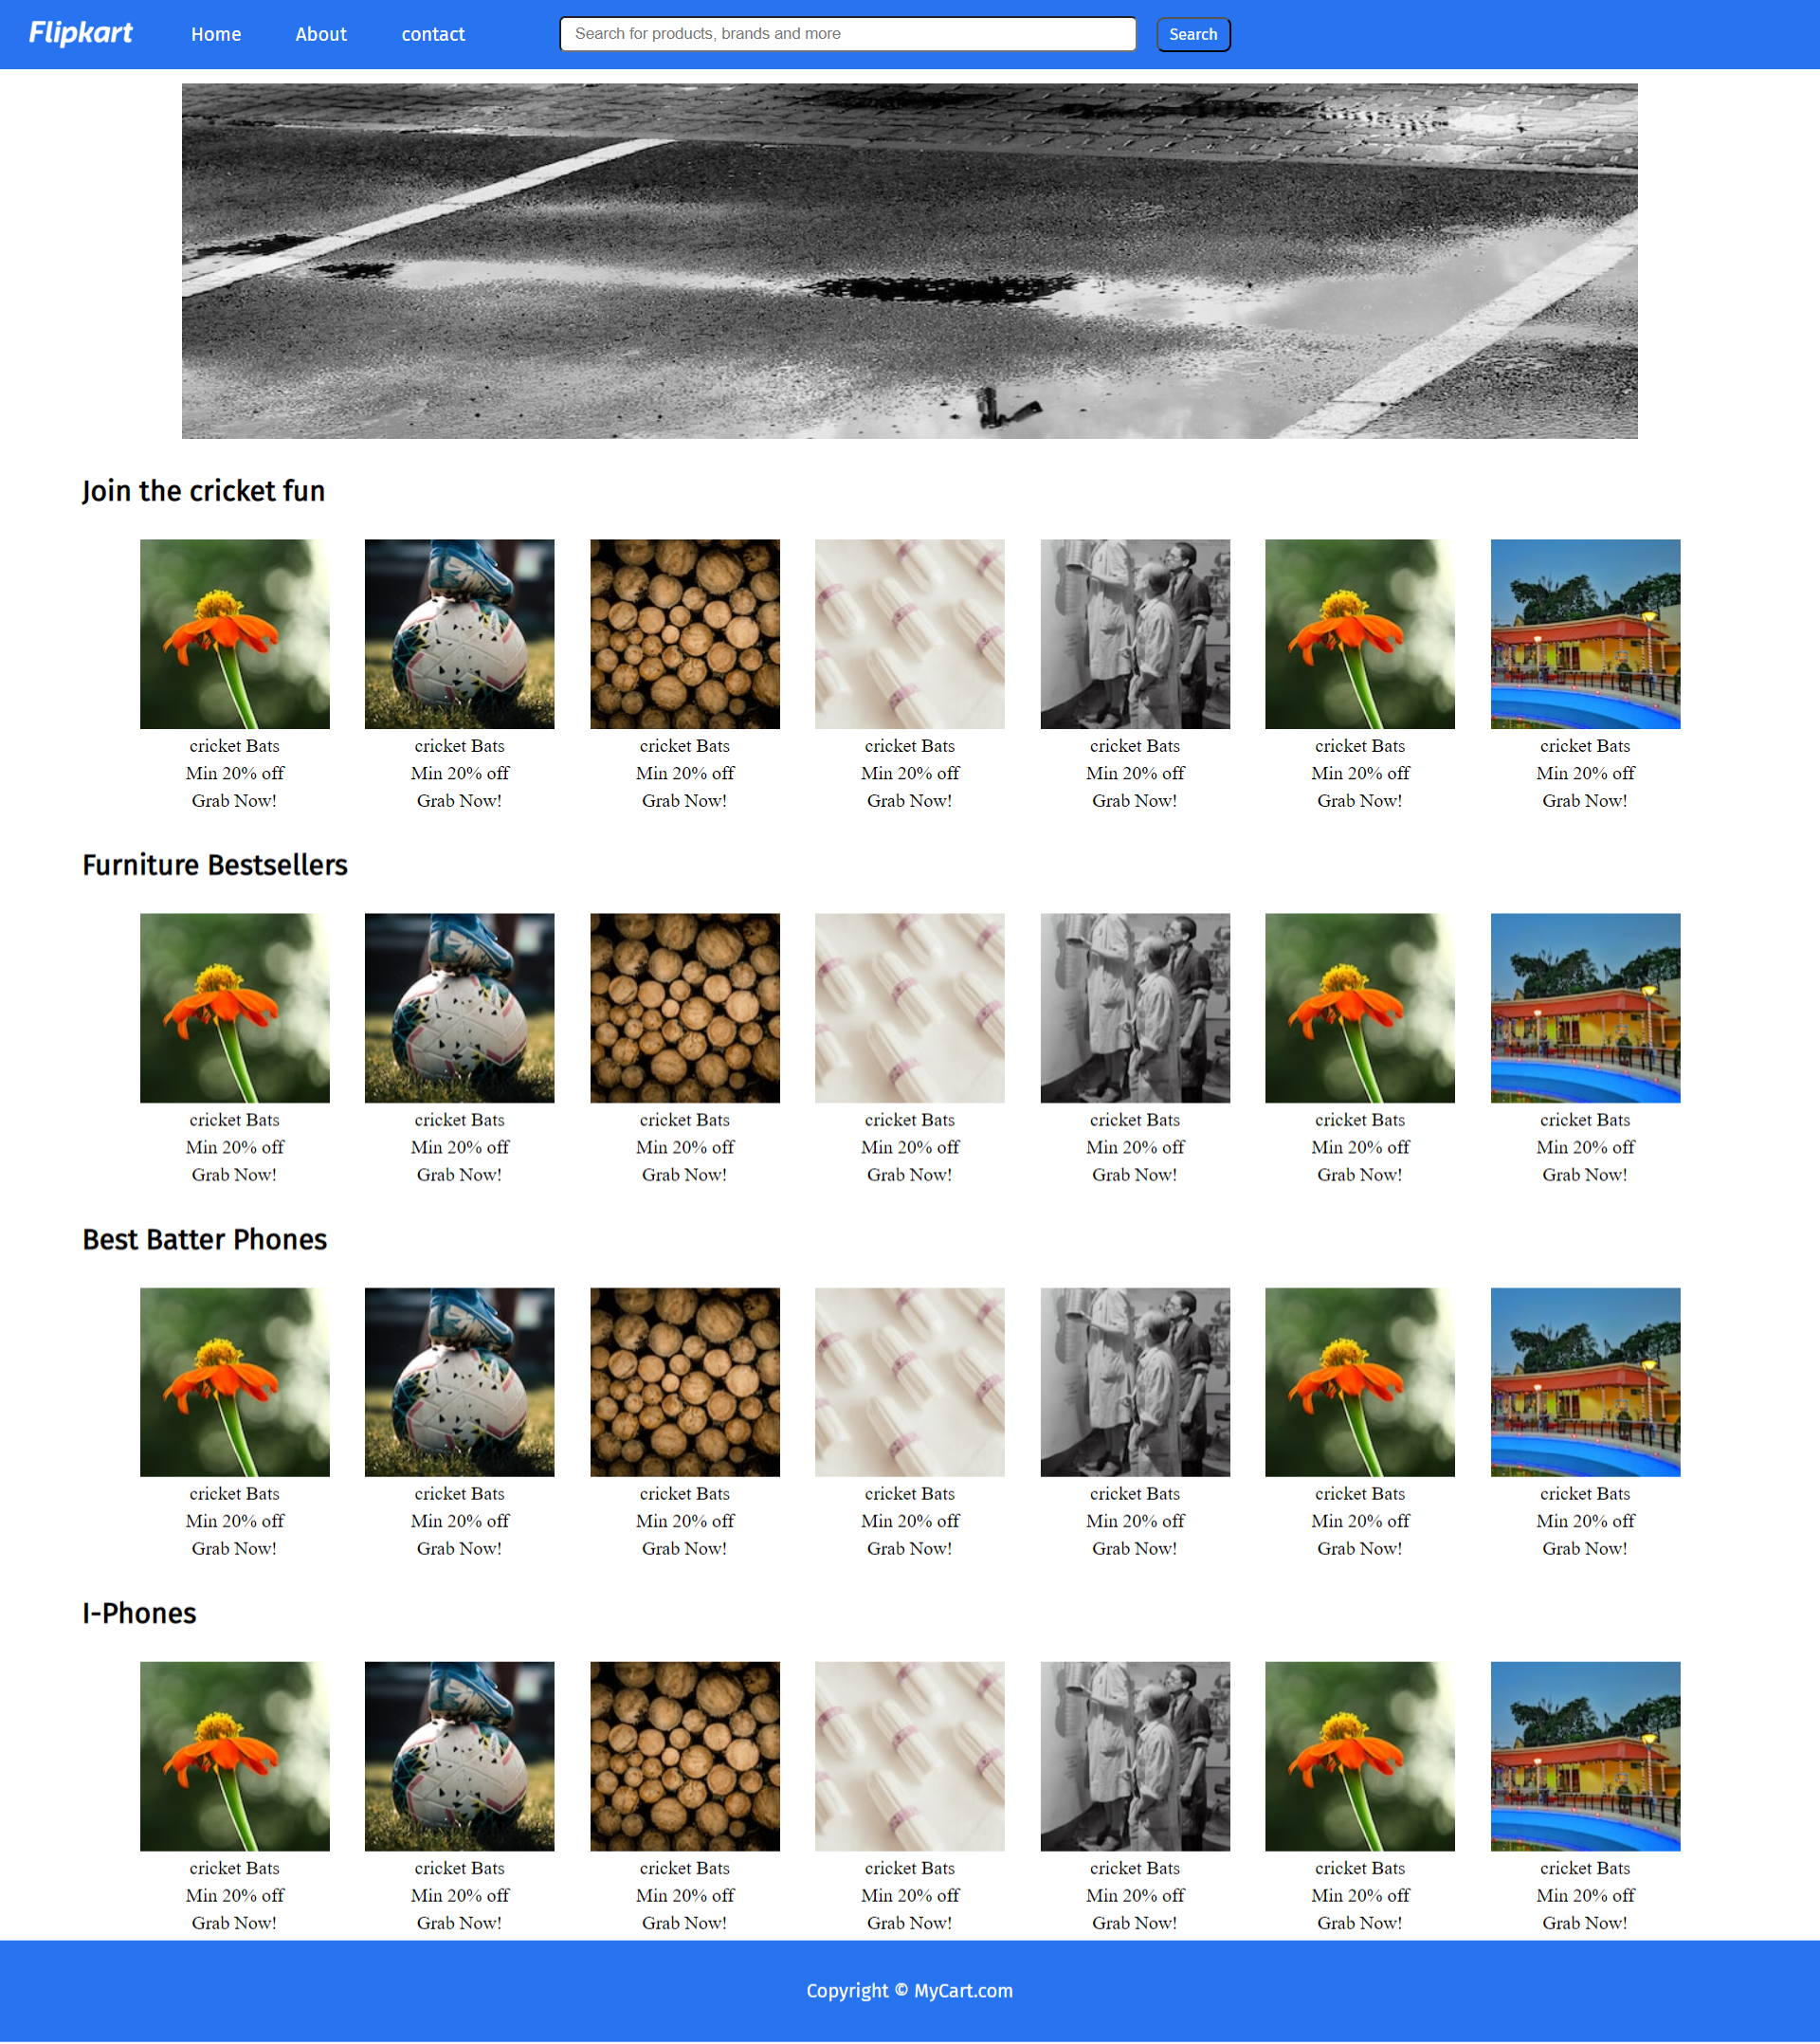 Flipkart Home About contact Search for products, brands and more Search
Join the cricket fun
cricket Bats cricket Bats cricket Bats cricket Bats cricket Bats cricket Bats cricket Bats
Min 20% off Min 20% off Min 20% off Min 20% off Min 20% off Min 20% off Min 20% off
Grab Now! Grab Now! Grab Now! Grab Now! Grab Now! Grab Now! Grab Now!
Furniture Bestsellers
cricket Bats cricket Bats cricket Bats cricket Bats cricket Bats cricket Bats cricket Bats
Min 20% off Min 20% off Min 20% off Min 20% off Min 20% off Min 20% off Min 20% off
Grab Now! Grab Now! Grab Now! Grab Now! Grab Now! Grab Now! Grab Now!
Best Batter Phones
cricket Bats cricket Bats cricket Bats cricket Bats cricket Bats cricket Bats cricket Bats
Min 20% off Min 20% off Min 20% off Min 20% off Min 20% off Min 20% off Min 20% off
Grab Now! Grab Now! Grab Now! Grab Now! Grab Now! Grab Now! Grab Now!
I-Phones
cricket Bats cricket Bats cricket Bats cricket Bats cricket Bats cricket Bats cricket Bats
Min 20% off Min 20% off Min 20% off Min 20% off Min 20% off Min 20% off Min 20% off
Grab Now! Grab Now! Grab Now! Grab Now! Grab Now! Grab Now! Grab Now!
Copyright © MyCart.com